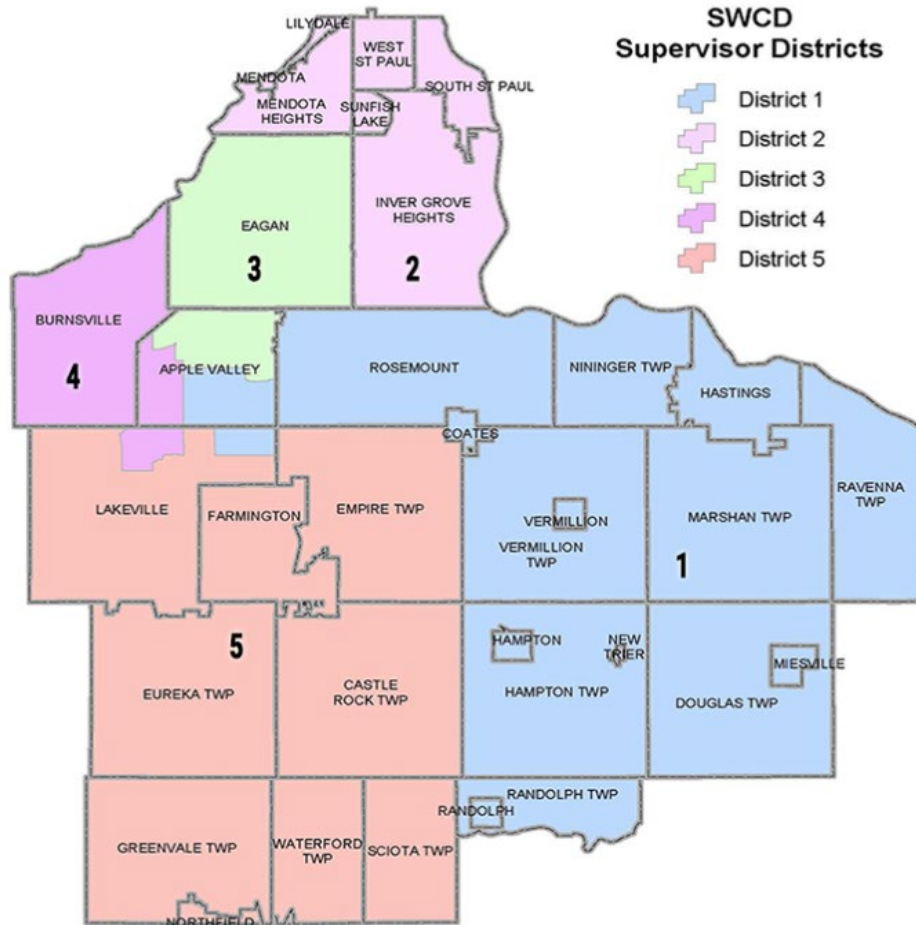 SWCD
Supervisor Districts
District 1
District 2
District 3
District 4
District 5
LILYDALE
WEST
ST PAUL
MENDOTA
SOUTH ST PAUL
MENDOTA
HEIGHTS
SUNFISH
LAKE
INVER GROVE
HEIGHTS
EAGAN
3
2
BURNSVILLE
4
APPLE VALLEY
ROSEMOUNT
NININGER TWP
HASTINGS
COATES
RAVENNA
TWP
LAKEVILLE
FARMINGTON
EMPIRE TWP
VERMILLION
VERMILLION
TWP
MARSHAN TWP
1
5
HAMPTON
NEW
TRIER
MIESVILLE
EUREKA TWP
CASTLE
ROCK TWP
HAMPTON TWP
DOUGLAS TWP
RANDOLPH TWP
RANDOLPH
GREENVALE TWP
WATERFORD
TWP
SCIOTA TWP
NORTHFIELD